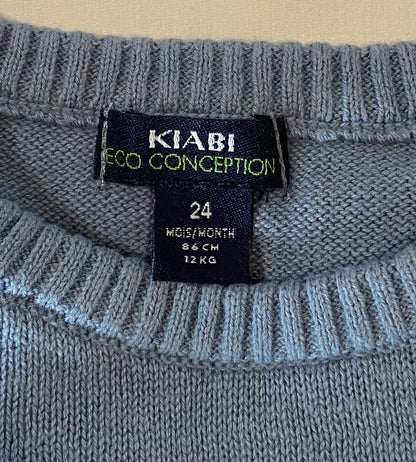 KIABI
ECO CONCEPTION
24
MOIS/MONTH
86 CM
12 KG